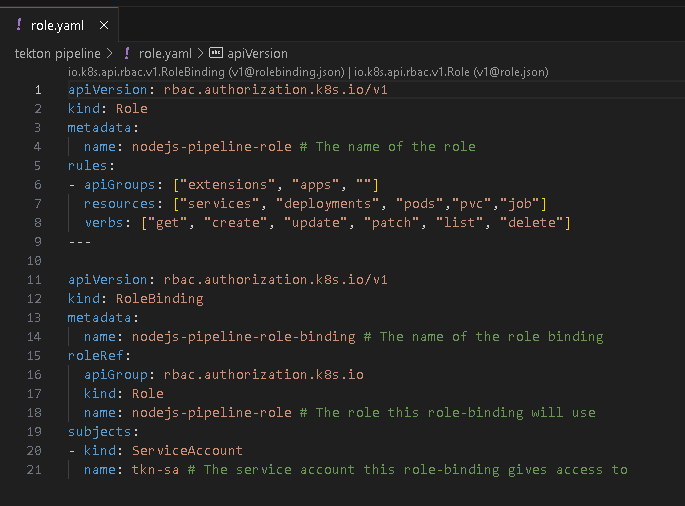 ! role.yaml ×
tekton pipeline > ! role.yaml > abc apiVersion
io.k8s.api.rbac.v1.RoleBinding (v1@rolebinding.json) | io.k8s.api.rbac.v1.Role (v1@role.json)
1 apiVersion: rbac.authorization.k8s.io/v1
2 kind: Role
3 metadata:
4   name: nodejs-pipeline-role # The name of the role
5 rules:
6 - apiGroups: ["extensions", "apps", ""]
7   resources: ["services", "deployments", "pods","pvc","job"]
8   verbs: ["get", "create", "update", "patch", "list", "delete"]
9 ---
10
11 apiVersion: rbac.authorization.k8s.io/v1
12 kind: RoleBinding
13 metadata:
14   name: nodejs-pipeline-role-binding # The name of the role binding
15 roleRef:
16   apiGroup: rbac.authorization.k8s.io
17   kind: Role
18   name: nodejs-pipeline-role # The role this role-binding will use
19 subjects:
20 - kind: ServiceAccount
21   name: tkn-sa # The service account this role-binding gives access to